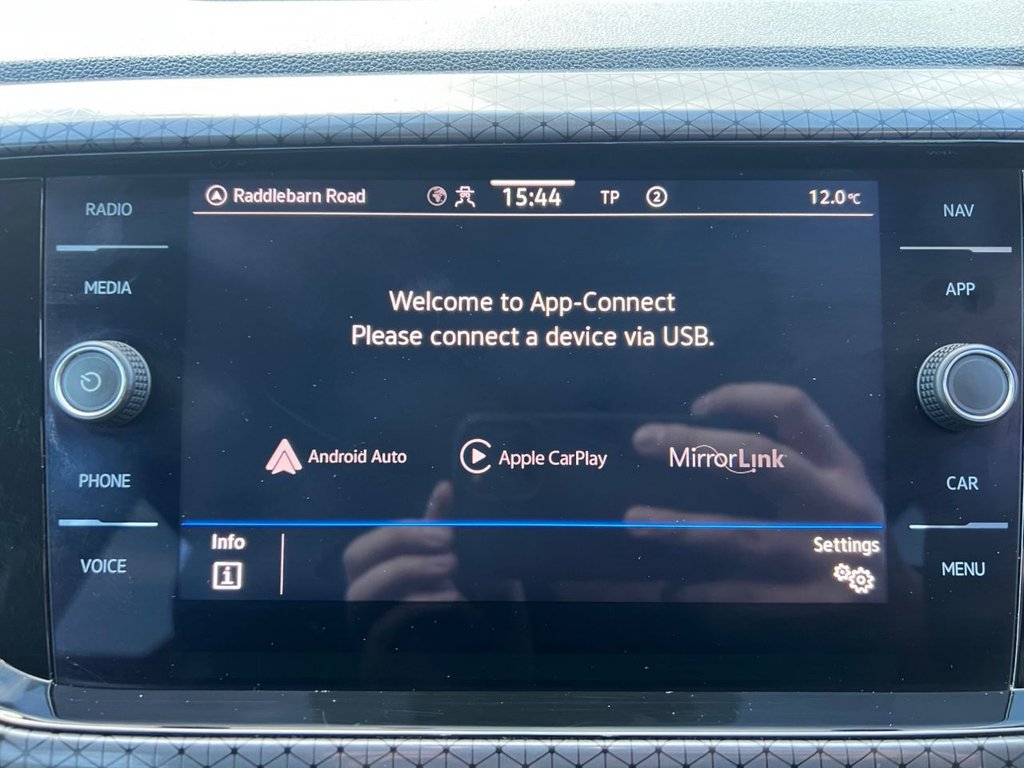 Raddlebarn Road 15:44 TP 2 12.0°C
RADIO
NAV
MEDIA
APP
Welcome to App-Connect
Please connect a device via USB.
Android Auto
Apple CarPlay
MirrorLink
PHONE
CAR
Info
Settings
VOICE
MENU